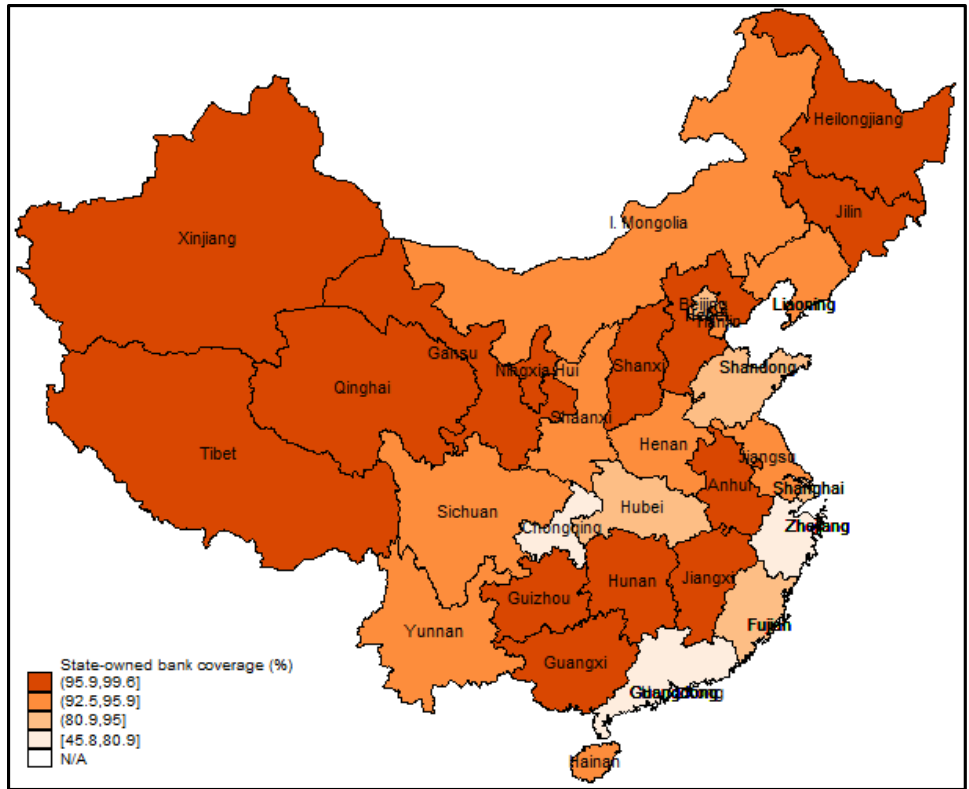 Heilongjiang
Jilin
I. Mongolia
Xinjiang
Liaoning
Beijing
Tianjin
Gansu
Ningxia Hui
Shanxi
Shandong
Qinghai
Shaanxi
Henan
Jiangsu
Tibet
Anhui
Shanghai
Sichuan
Hubei
Chongqing
Zhejiang
Guizhou
Hunan
Jiangxi
Yunnan
Fujian
Guangxi
Guangdong
Hainan
State-owned bank coverage (%)
(95.9,99.6]
(92.5,95.9]
(80.9,95]
[45.8,80.9]
N/A